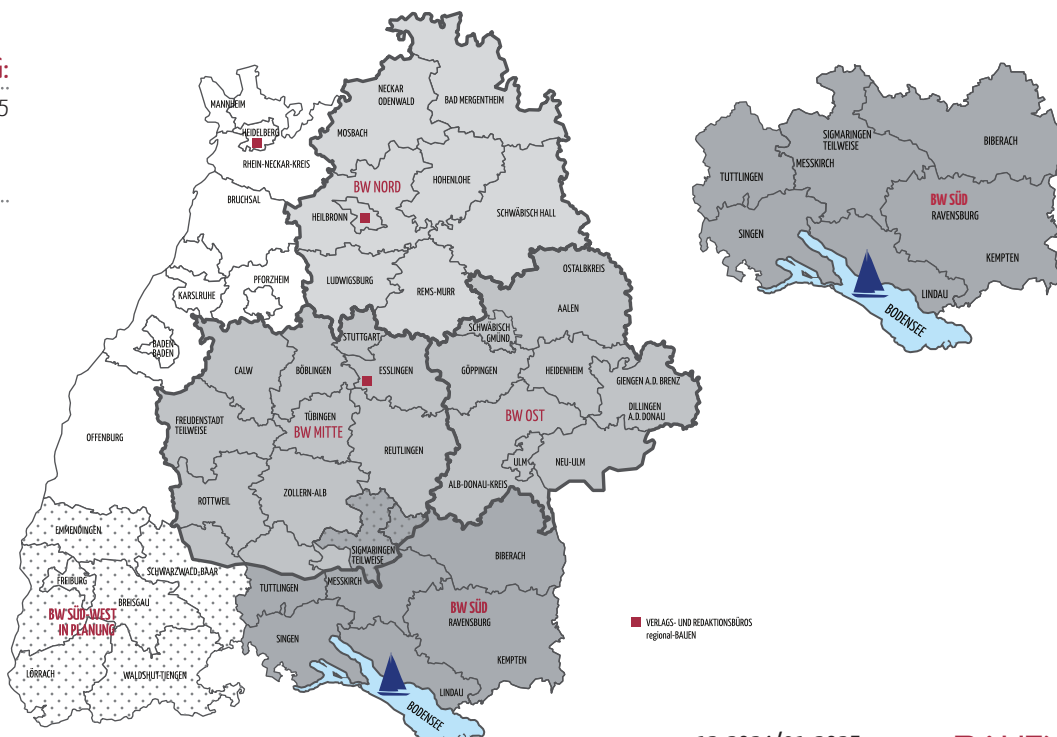 MANNHEIM
HEIDELBERG
RHEIN-NECKAR-KREIS
BRUCHSAL
PFORZHEIM
KARSLRUHE
BADEN
BADEN
OFFENBURG
NECKAR
ODENWALD
BAD MERGENTHEIM
MOSBACH
BW NORD
HOHENLOHE
HEILBRONN
SCHWÄBISCH HALL
LUDWIGSBURG
REMS-MURR
OSTALBKREIS
AALEN
SCHWÄBISCH
GMÜND
STUTTGART
CALW
BÖBLINGEN
ESSLINGEN
GÖPPINGEN
HEIDENHEIM
GIENGEN A.D. BRENZ
DILLINGEN
A.D. DONAU
FREUDENSTADT
TEILWEISE
TÜBINGEN
BW MITTE
BW OST
REUTLINGEN
ULM
NEU-ULM
ALB-DONAU-KREIS
ROTTWEIL
ZOLLERN-ALB
SIGMARINGEN
TEILWEISE
EMMENDINGEN
SCHWARZWALD-BAAR
FREIBURG
BREISGAU
BW SÜD-WEST
IN PLANUNG
LÖRRACH
WALDSHUT-TIENGEN
TUTTLINGEN
MESSKIRCH
BIBERACH
BW SÜD
RAVENSBURG
SINGEN
KEMPTEN
LINDAU
BODENSEE
SIGMARINGEN
TEILWEISE
BIBERACH
MESSKIRCH
TUTTLINGEN
BW SÜD
RAVENSBURG
SINGEN
KEMPTEN
LINDAU
BODENSEE
VERLAGS- UND REDAKTIONSBÜROS
regional-BAUEN